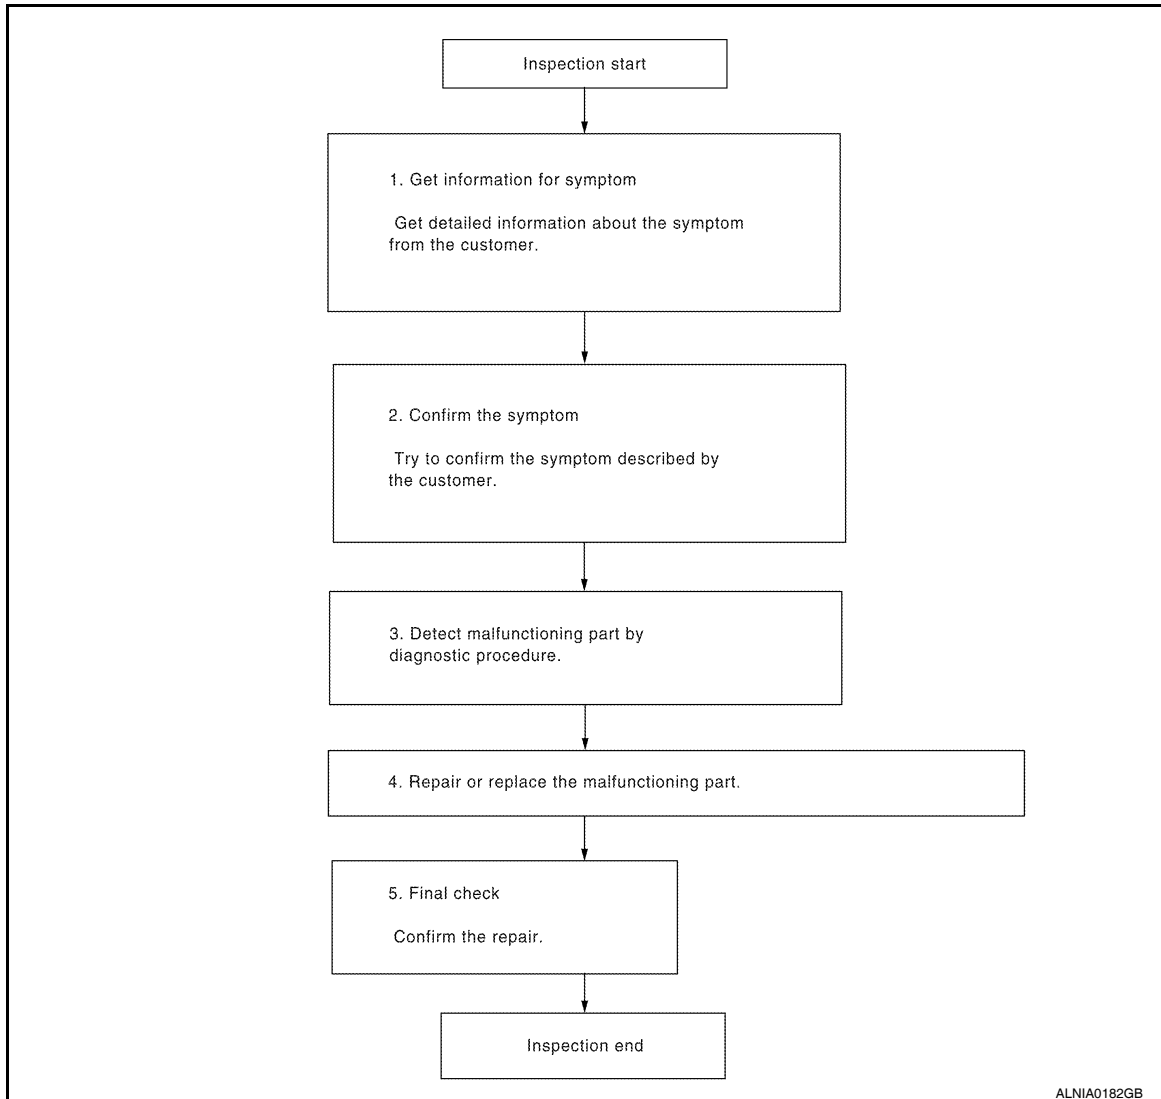 Inspection start
1. Get information for symptom
Get detailed information about the symptom
from the customer.
2. Confirm the symptom
Try to confirm the symptom described by
the customer.
3. Detect malfunctioning part by
diagnostic procedure.
4. Repair or replace the malfunctioning part.
5. Final check
Confirm the repair.
Inspection end
ALNIA0182GB